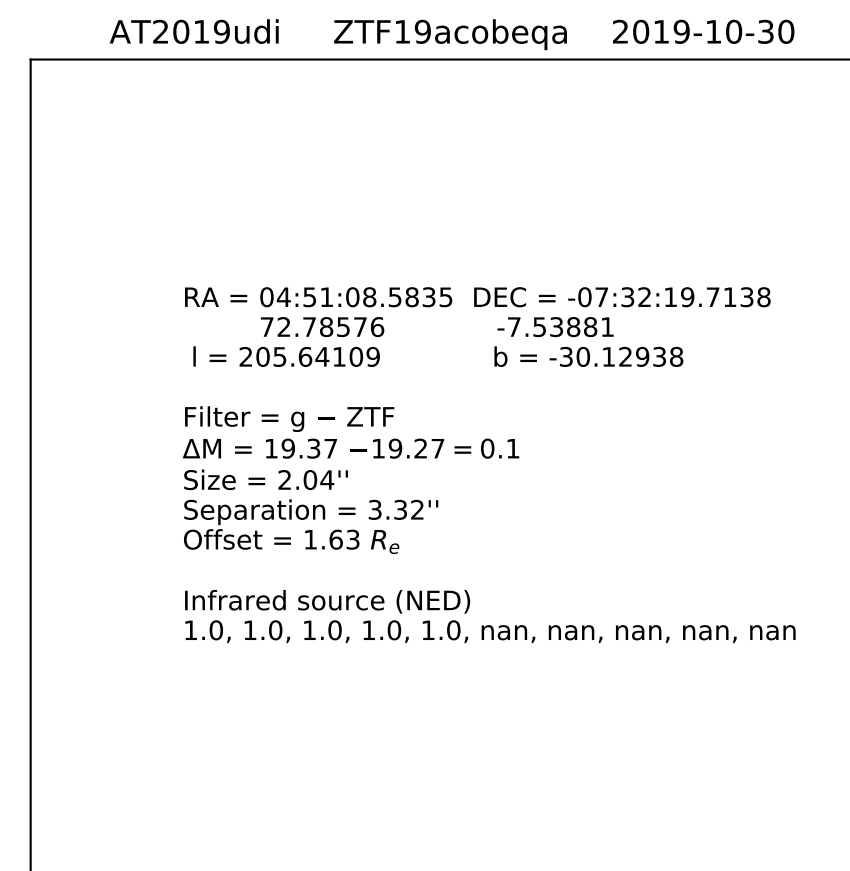 AT2019udi ZTF19acobeqa 2019-10-30
RA = 04:51:08.5835 DEC = -07:32:19.7138
72.78576 -7.53881
l = 205.64109 b = -30.12938
Filter = g − ZTF
ΔM = 19.37 −19.27 = 0.1
Size = 2.04''
Separation = 3.32''
Offset = 1.63 Re
Infrared source (NED)
1.0, 1.0, 1.0, 1.0, 1.0, nan, nan, nan, nan, nan